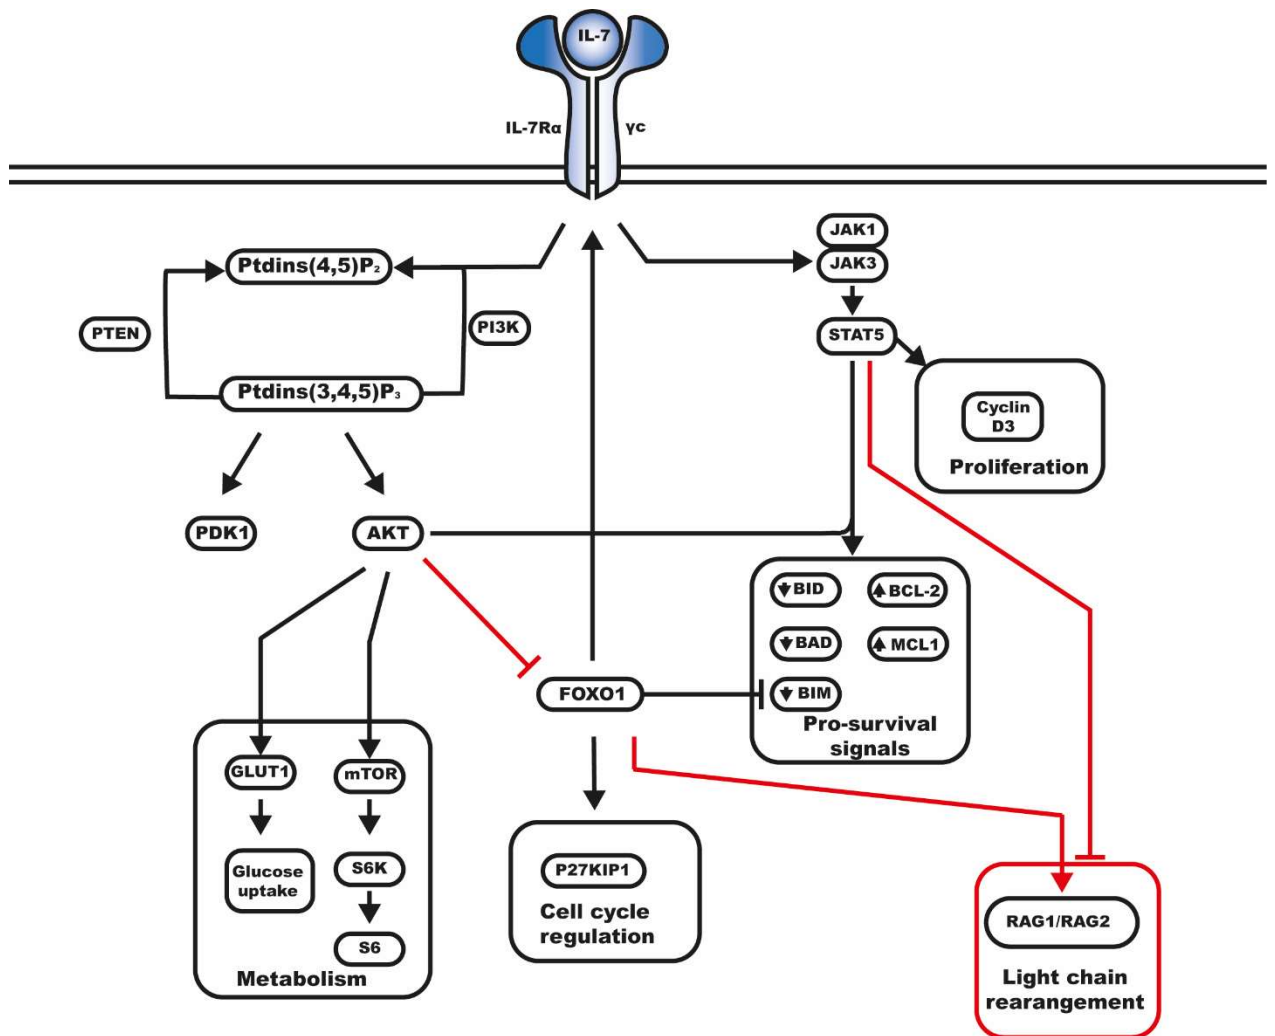 IL-7
IL-7Rα
γc
JAK1
JAK3
Ptdins(4,5)P₂
PTEN
PI3K
STAT5
Ptdins(3,4,5)P₃
Cyclin
D3
Proliferation
PDK1
AKT
BID
BCL-2
BAD
MCL1
FOXO1
BIM
Pro-survival
signals
GLUT1
mTOR
Glucose
uptake
S6K
S6
Metabolism
P27KIP1
Cell cycle
regulation
RAG1/RAG2
Light chain
rearangement